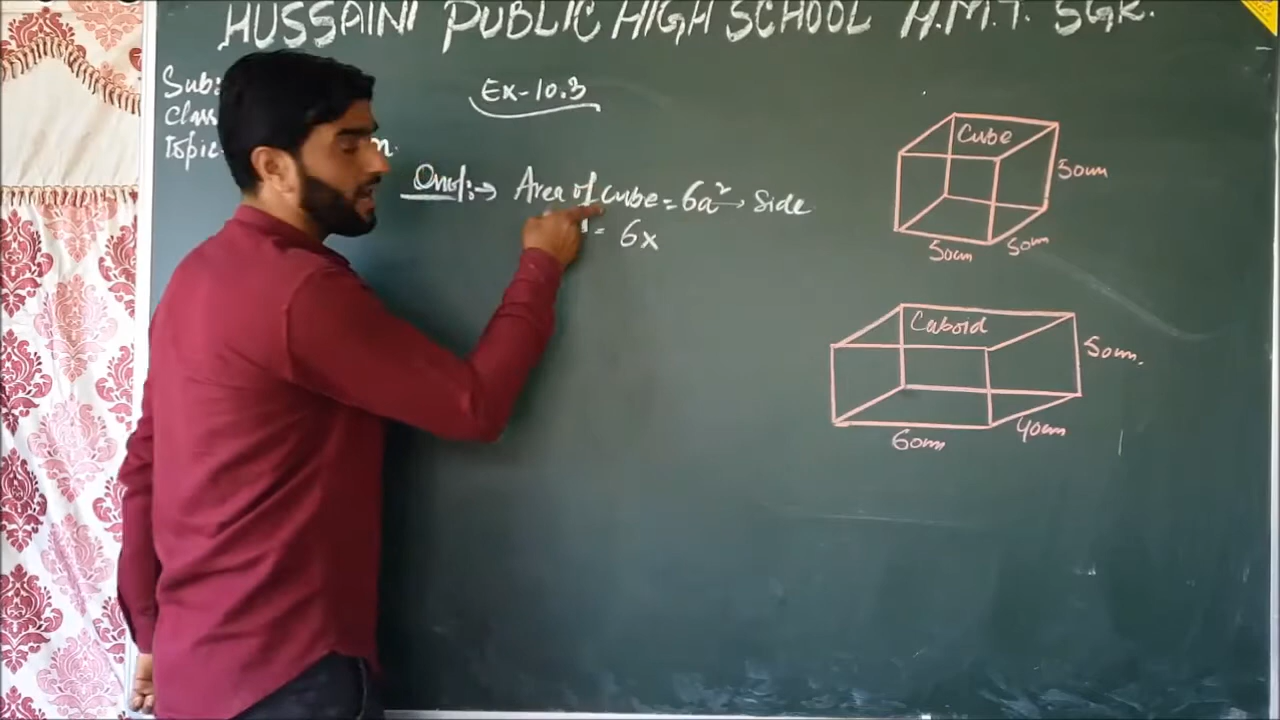 HUSSAINI PUBLIC HIGH SCHOOL H.M.T. SGR.
Sub:
Class
Topic
n.
Ex-10.3
Qno1:→ Area of Cube = 6a² → Side
= 6x
Cube
50cm
50cm
50cm
Cuboid
50cm.
60cm
40cm